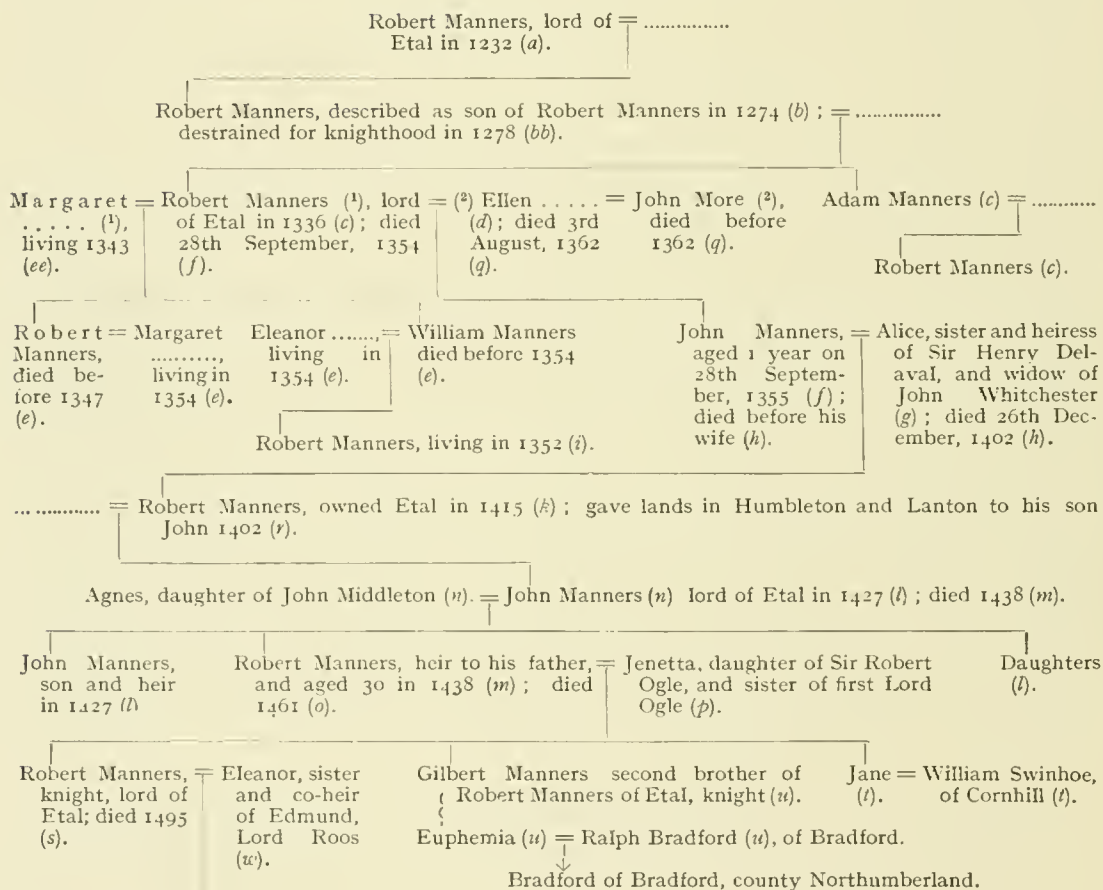 Robert Manners, lord of = ...............
Etal in 1232 (a).
Robert Manners, described as son of Robert Manners in 1274 (b) ; = ...............
destrained for knighthood in 1278 (bb).
Margaret = Robert Manners (¹), lord = (²) Ellen ..... = John More (²), Adam Manners (c) = ............
..... (¹), of Etal in 1336 (c) ; died (d) ; died 3rd died before
living 1343 28th September, 1354 August, 1362 1362 (q).
(ee). (f). (q). Robert Manners (c).
Robert = Margaret Eleanor ......., = William Manners John Manners, = Alice, sister and heiress
Manners, .........., living in died before 1354 aged 1 year on of Sir Henry Del-
died be- living in 1354 (e). (e). 28th Septem- aval, and widow of
fore 1347 1354 (e). ber, 1355 (f) ; John Whitchester
(e). died before his (g) ; died 26th Dec-
Robert Manners, living in 1352 (i). wife (h). ember, 1402 (h).
... ............ = Robert Manners, owned Etal in 1415 (k) ; gave lands in Humbleton and Lanton to his son
John 1402 (r).
Agnes, daughter of John Middleton (n). = John Manners (n) lord of Etal in 1427 (l) ; died 1438 (m).
John Manners, Robert Manners, heir to his father, = Jenetta, daughter of Sir Robert Daughters
son and heir and aged 30 in 1438 (m) ; died Ogle, and sister of first Lord (l).
in 1427 (l) 1461 (o). Ogle (p).
Robert Manners, = Eleanor, sister Gilbert Manners second brother of Jane = William Swinhoe,
knight, lord of and co-heir Robert Manners of Etal, knight (u). (t). of Cornhill (t).
Etal; died 1495 of Edmund,
(s). Lord Roos Euphemia (u) = Ralph Bradford (u), of Bradford.
(w).
Bradford of Bradford, county Northumberland.